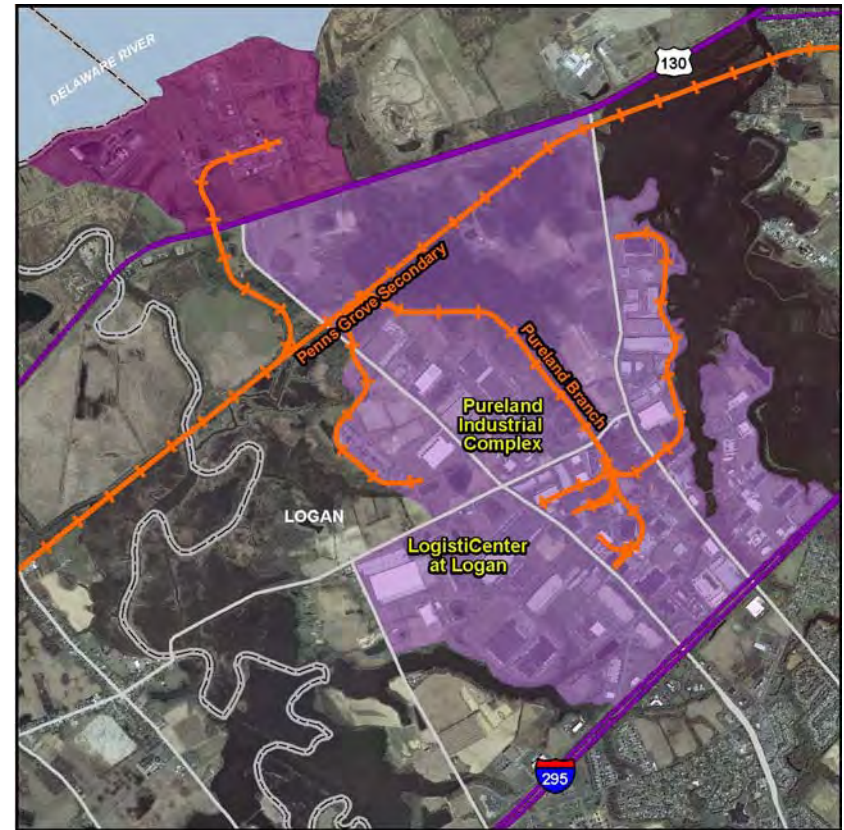 DELAWARE RIVER
130
Penns Grove Secondary
Pureland Branch
Pureland
Industrial
Complex
LOGAN
LogistiCenter
at Logan
295